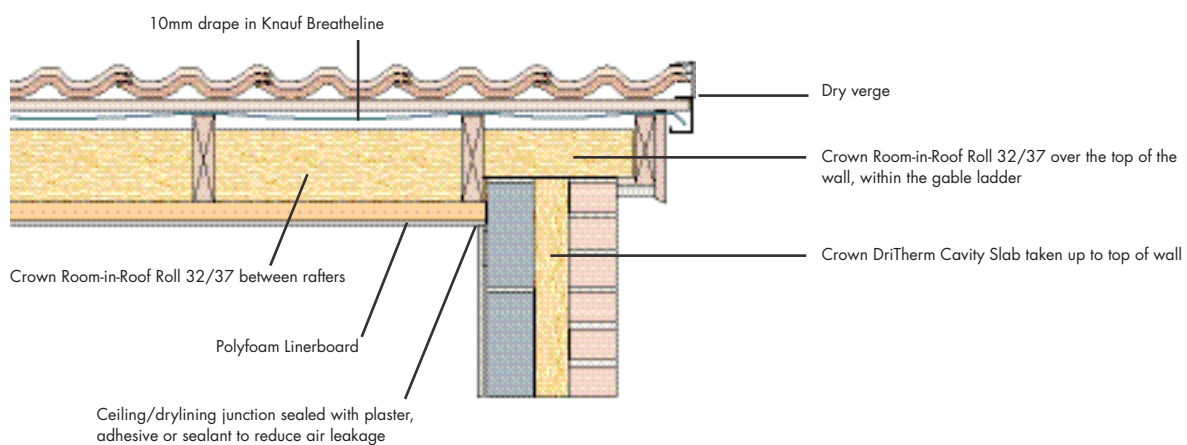 10mm drape in Knauf Breatheline
Dry verge
Crown Room-in-Roof Roll 32/37 over the top of the
wall, within the gable ladder
Crown DriTherm Cavity Slab taken up to top of wall
Crown Room-in-Roof Roll 32/37 between rafters
Polyfoam Linerboard
Ceiling/drylining junction sealed with plaster,
adhesive or sealant to reduce air leakage